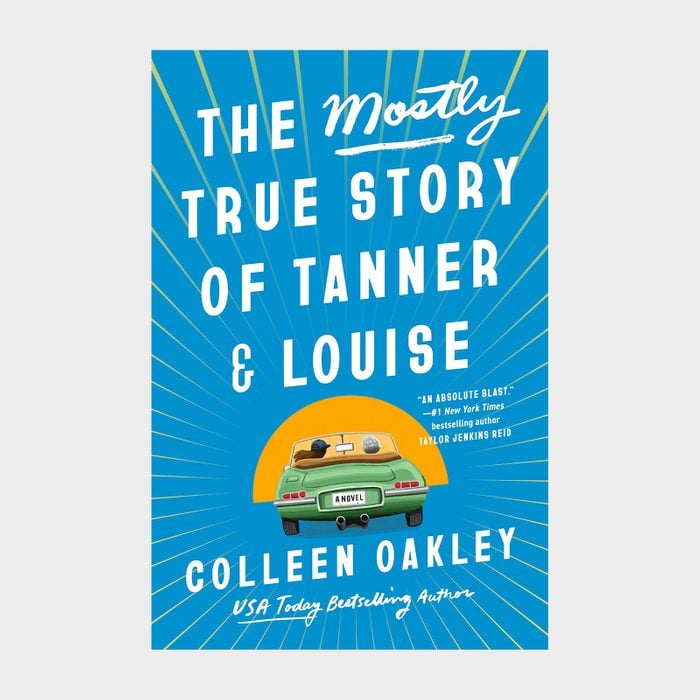 THE Mostly
TRUE STORY
OF TANNER
& LOUISE
"AN ABSOLUTE BLAST."
—#1 New York Times
bestselling author
TAYLOR JENKINS REID
A NOVEL
COLLEEN OAKLEY
USA Today Bestselling Author